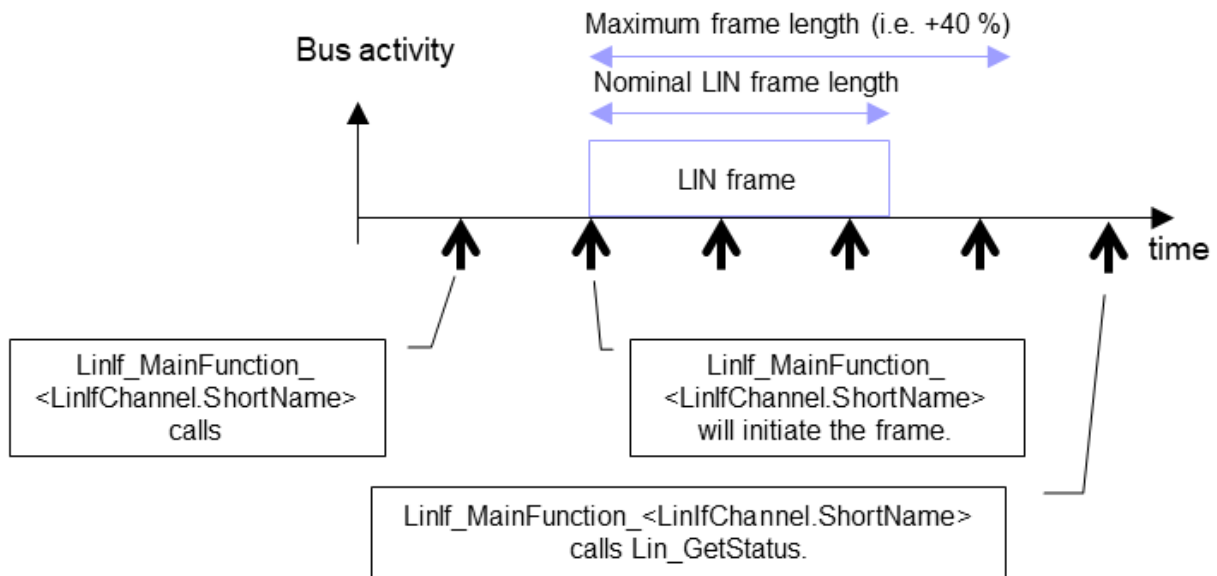 Maximum frame length (i.e. +40 %)
Bus activity
Nominal LIN frame length
LIN frame
time
LinIf_MainFunction_
<LinIfChannel.ShortName>
calls
LinIf_MainFunction_
<LinIfChannel.ShortName>
will initiate the frame.
LinIf_MainFunction_<LinIfChannel.ShortName>
calls Lin_GetStatus.